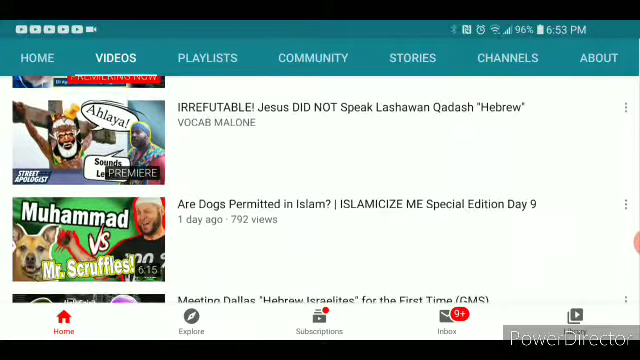 96% 6:53 PM
HOME VIDEOS PLAYLISTS COMMUNITY STORIES CHANNELS ABOUT
PREMIERING NOW
IRREFUTABLE! Jesus DID NOT Speak Lashawan Qadash "Hebrew"
VOCAB MALONE
Ahlaya!
Sounds
STREET
APOLOGIST
PREMIERE
Are Dogs Permitted in Islam? | ISLAMICIZE ME Special Edition Day 9
1 day ago · 792 views
Muhammad
VS
Mr. Scruffles!
6:15
Meeting Dallas "Hebrew Israelites" for the First Time (GMS)
9+
Home Explore Subscriptions Inbox Library
PowerDirector